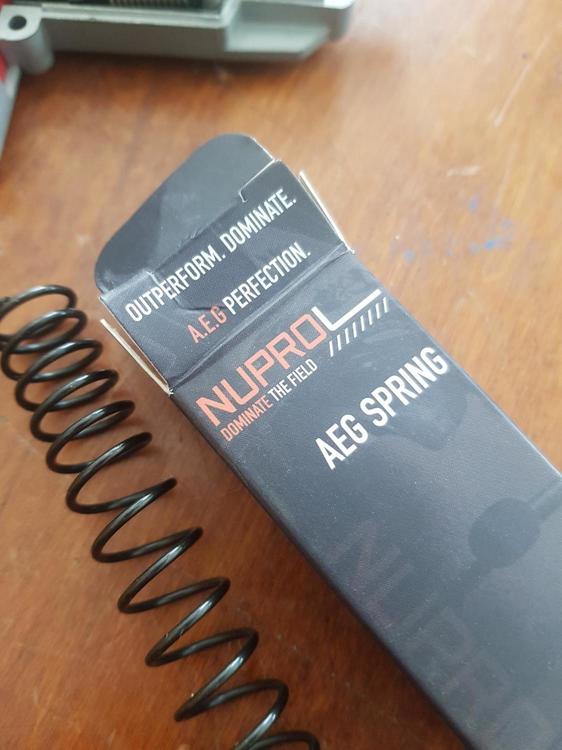 OUTPERFORM. DOMINATE.
A.E.G PERFECTION.
NUPROL
DOMINATE THE FIELD
AEG SPRING
NUPRO